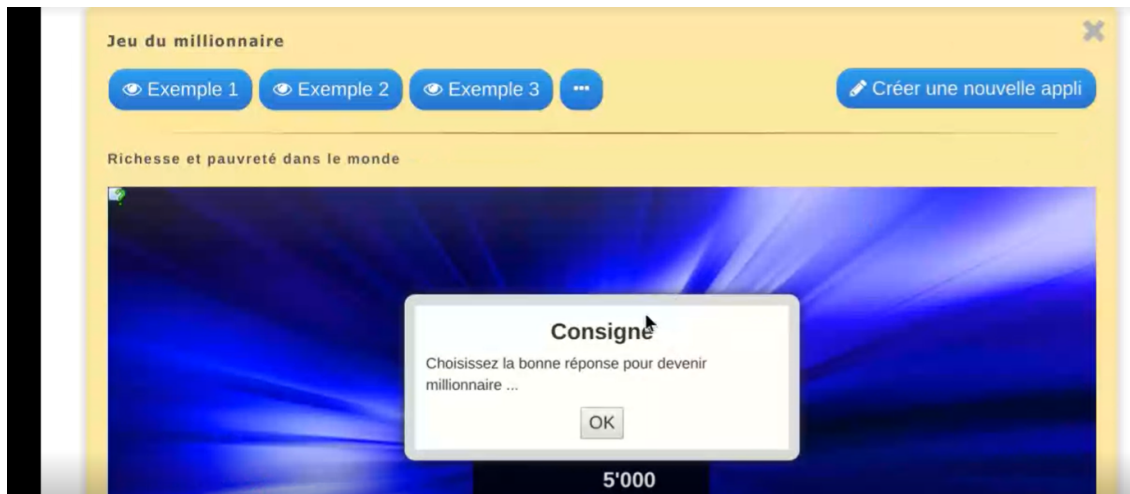 Jeu du millionnaire
Exemple 1 Exemple 2 Exemple 3 ... Créer une nouvelle appli
Richesse et pauvreté dans le monde
Consigne
Choisissez la bonne réponse pour devenir
millionnaire ...
OK
5'000